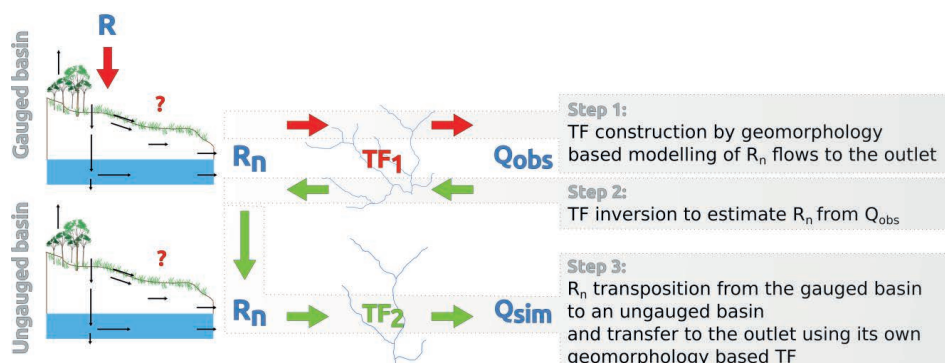 Gauged basin
R
?
Rn
TF1
Qobs
Step 1:
TF construction by geomorphology
based modelling of Rn flows to the outlet
Step 2:
TF inversion to estimate Rn from Qobs
Ungauged basin
?
Rn
TF2
Qsim
Step 3:
Rn transposition from the gauged basin
to an ungauged basin
and transfer to the outlet using its own
geomorphology based TF